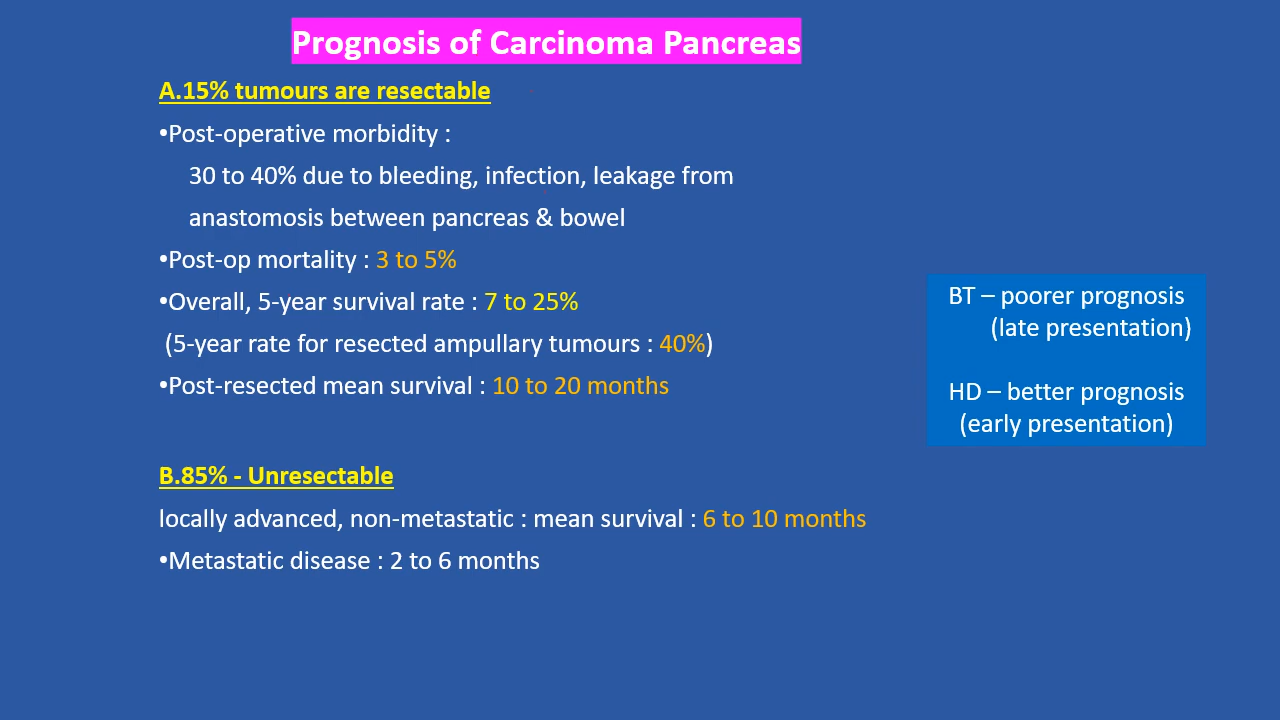 Prognosis of Carcinoma Pancreas
A.15% tumours are resectable
•Post-operative morbidity :
30 to 40% due to bleeding, infection, leakage from
anastomosis between pancreas & bowel
•Post-op mortality : 3 to 5%
•Overall, 5-year survival rate : 7 to 25%
(5-year rate for resected ampullary tumours : 40%)
•Post-resected mean survival : 10 to 20 months
B.85% - Unresectable
locally advanced, non-metastatic : mean survival : 6 to 10 months
•Metastatic disease : 2 to 6 months
BT – poorer prognosis
(late presentation)
HD – better prognosis
(early presentation)